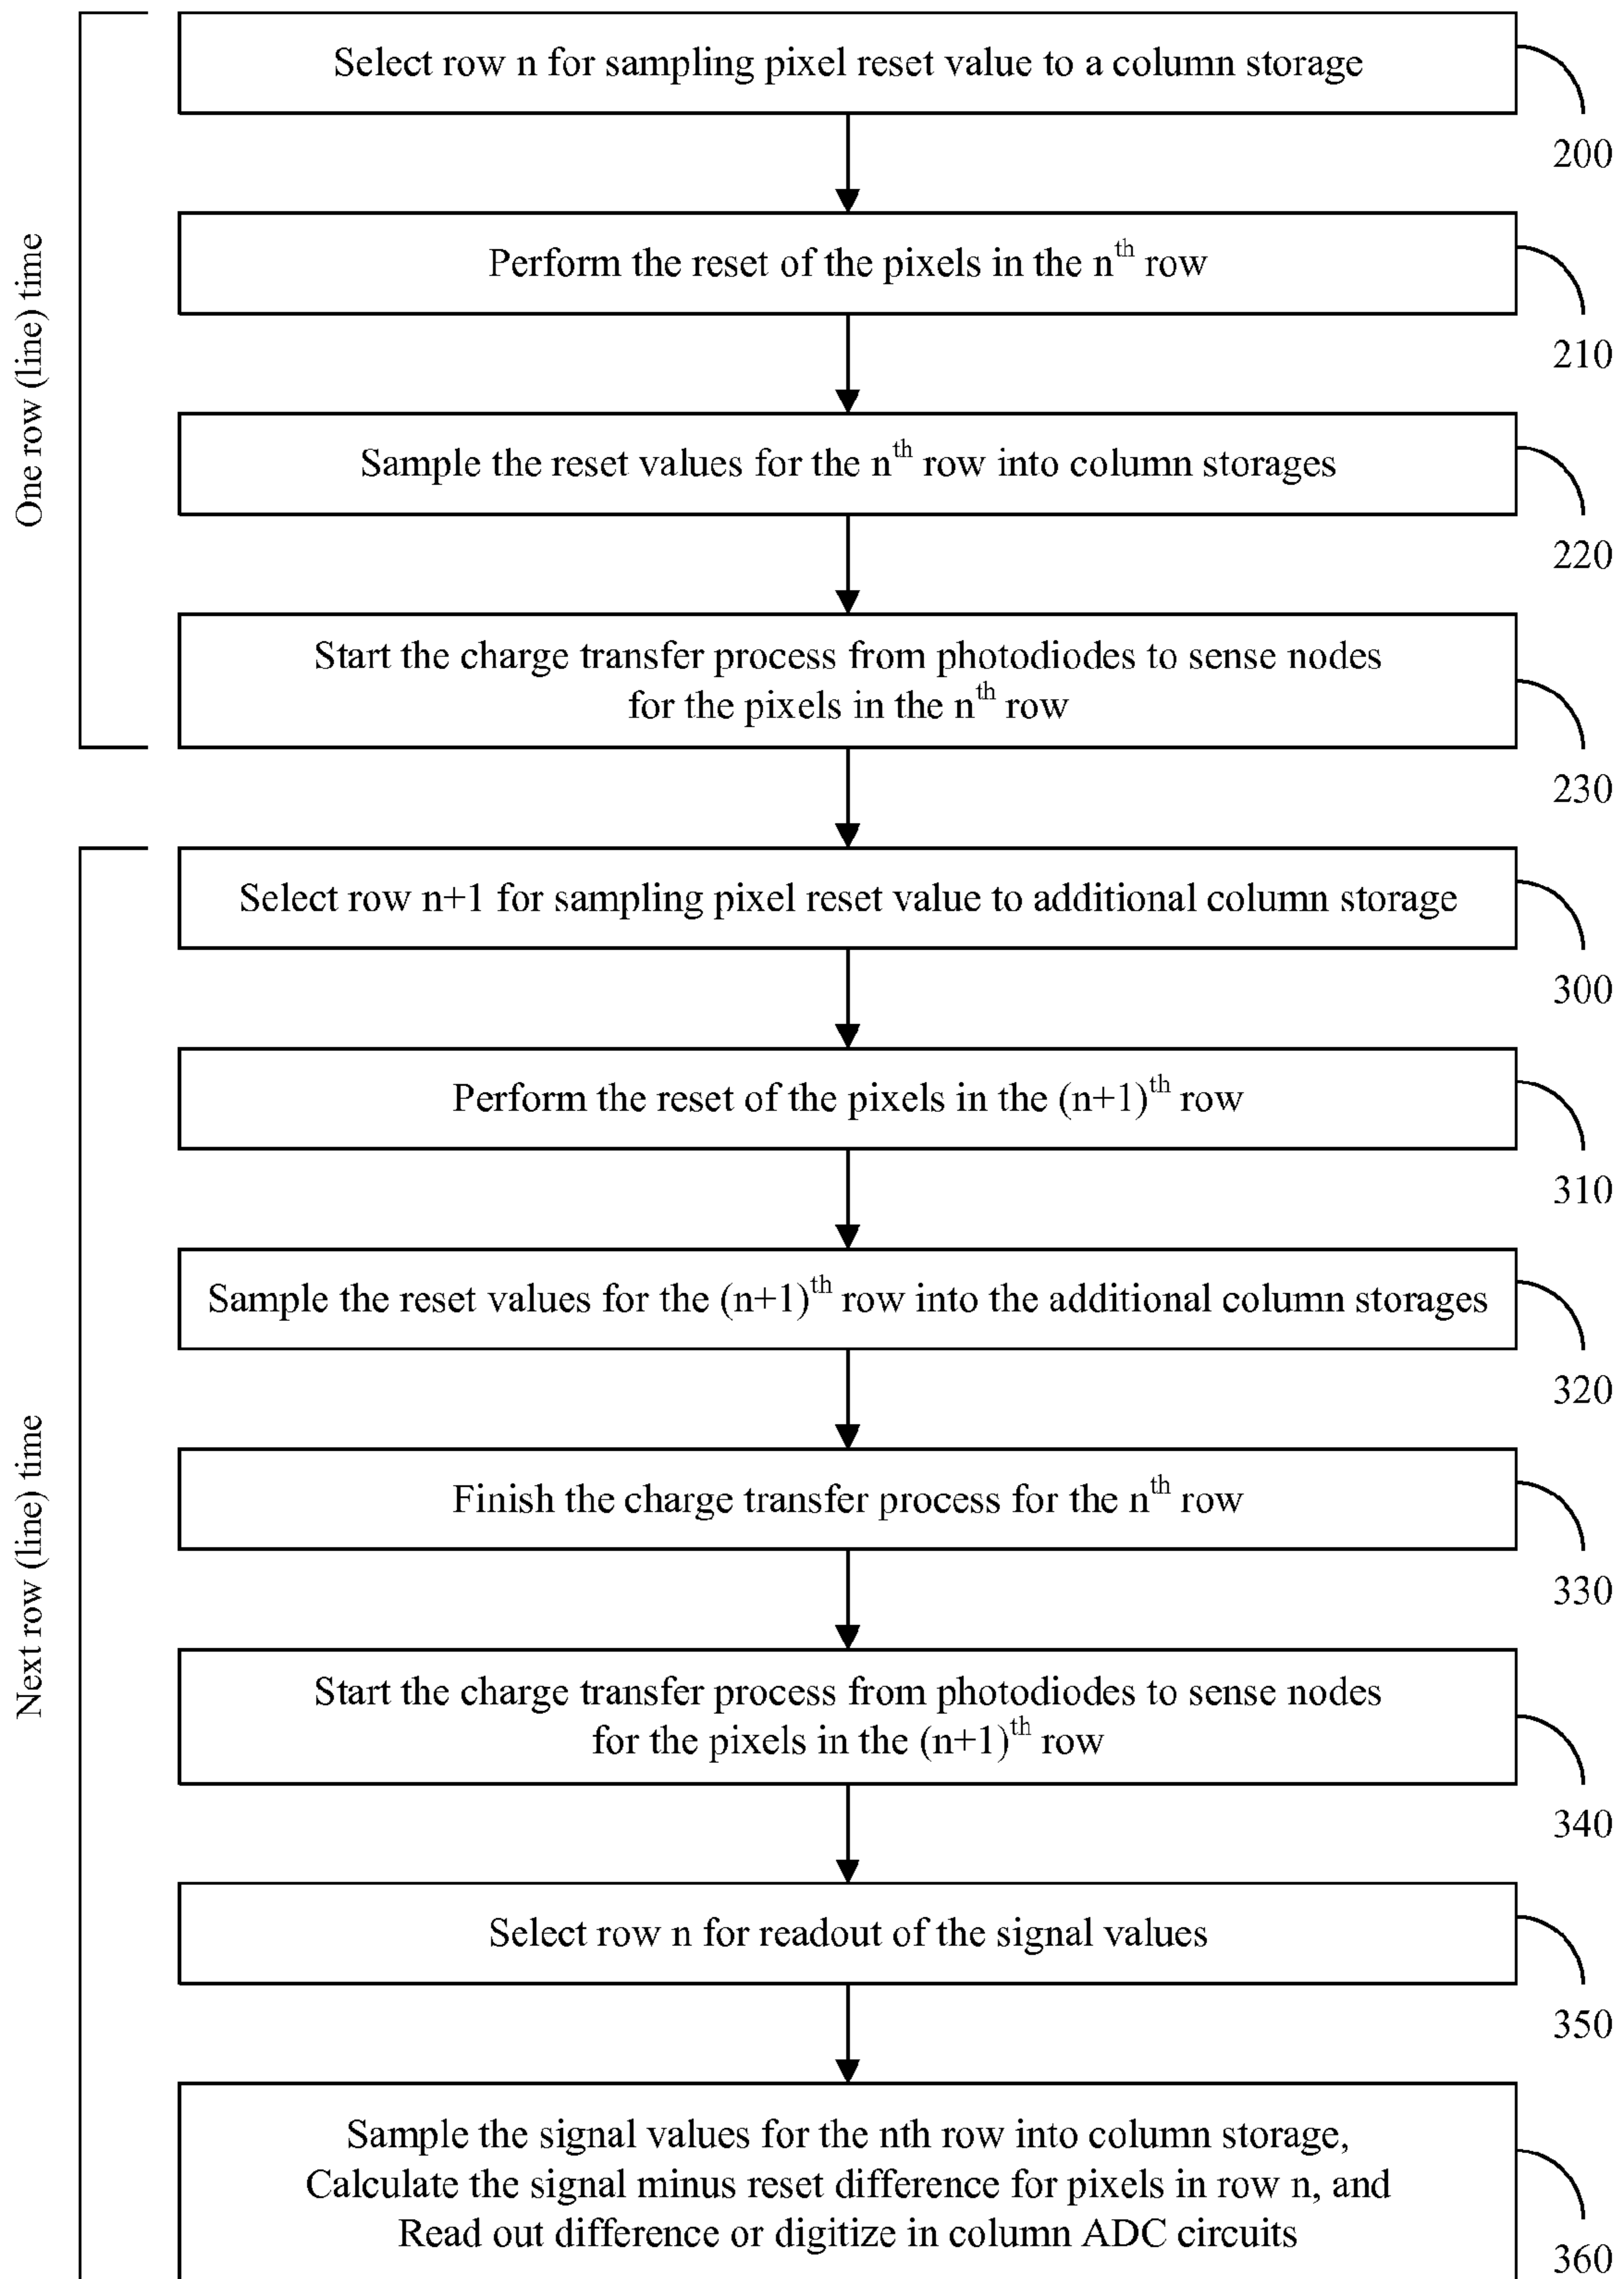 One row (line) time
Select row n for sampling pixel reset value to a column storage
200
Perform the reset of the pixels in the nth row
210
Sample the reset values for the nth row into column storages
220
Start the charge transfer process from photodiodes to sense nodes
for the pixels in the nth row
230
Next row (line) time
Select row n+1 for sampling pixel reset value to additional column storage
300
Perform the reset of the pixels in the (n+1)th row
310
Sample the reset values for the (n+1)th row into the additional column storages
320
Finish the charge transfer process for the nth row
330
Start the charge transfer process from photodiodes to sense nodes
for the pixels in the (n+1)th row
340
Select row n for readout of the signal values
350
Sample the signal values for the nth row into column storage,
Calculate the signal minus reset difference for pixels in row n, and
Read out difference or digitize in column ADC circuits
360